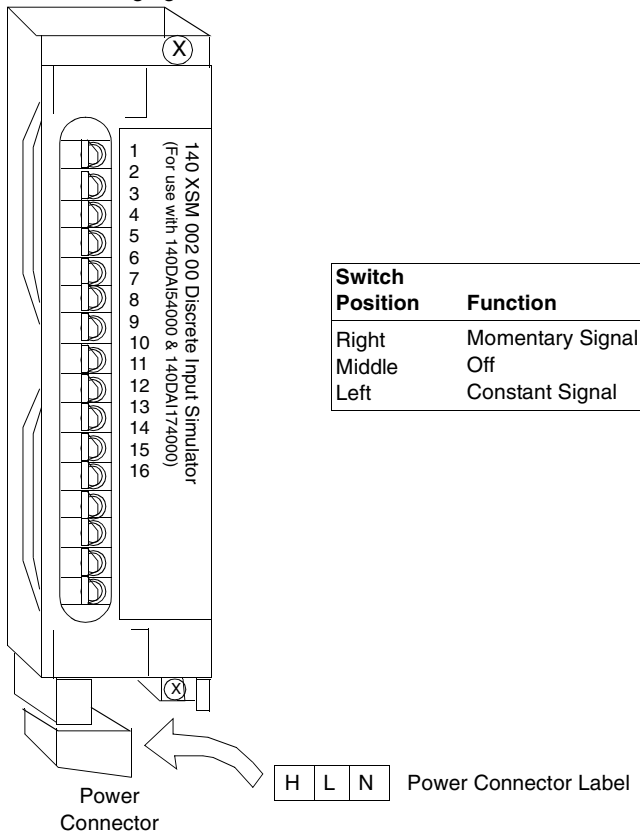 X
1
2
3
4
5
6
7
8
9
10
11
12
13
14
15
16
140 XSM 002 00 Discrete Input Simulator
(For use with 140DAI54000 & 140DAI174000)
Switch
Position Function
Right Momentary Signal
Middle Off
Left Constant Signal
X
H L N Power Connector Label
Power
Connector